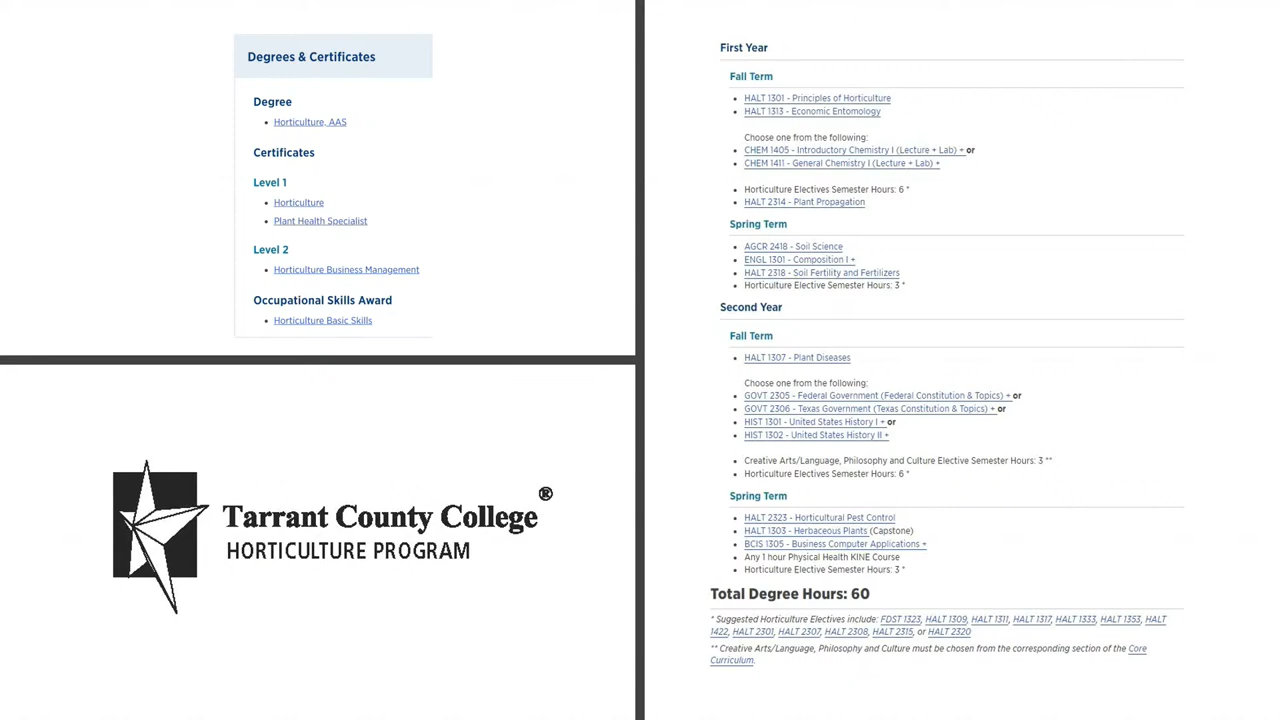 Degrees & Certificates
Degree
• Horticulture, AAS
Certificates
Level 1
• Horticulture
• Plant Health Specialist
Level 2
• Horticulture Business Management
Occupational Skills Award
• Horticulture Basic Skills
Tarrant County College®
HORTICULTURE PROGRAM
First Year
Fall Term
• HALT 1301 - Principles of Horticulture
• HALT 1313 - Economic Entomology
Choose one from the following:
• CHEM 1405 - Introductory Chemistry I (Lecture + Lab) + or
• CHEM 1411 - General Chemistry I (Lecture + Lab) +
• Horticulture Electives Semester Hours: 6 *
• HALT 2314 - Plant Propagation
Spring Term
• AGCR 2418 - Soil Science
• ENGL 1301 - Composition I +
• HALT 2318 - Soil Fertility and Fertilizers
• Horticulture Elective Semester Hours: 3 *
Second Year
Fall Term
• HALT 1307 - Plant Diseases
Choose one from the following:
• GOVT 2305 - Federal Government (Federal Constitution & Topics) + or
• GOVT 2306 - Texas Government (Texas Constitution & Topics) + or
• HIST 1301 - United States History I + or
• HIST 1302 - United States History II +
• Creative Arts/Language, Philosophy and Culture Elective Semester Hours: 3 **
• Horticulture Electives Semester Hours: 6 *
Spring Term
• HALT 2323 - Horticultural Pest Control
• HALT 1303 - Herbaceous Plants (Capstone)
• BCIS 1305 - Business Computer Applications +
• Any 1 hour Physical Health KINE Course
• Horticulture Elective Semester Hours: 3 *
Total Degree Hours: 60
* Suggested Horticulture Electives include: FDST 1323, HALT 1309, HALT 1311, HALT 1317, HALT 1333, HALT 1353, HALT
1422, HALT 2301, HALT 2307, HALT 2308, HALT 2315, or HALT 2320
** Creative Arts/Language, Philosophy and Culture must be chosen from the corresponding section of the Core
Curriculum.